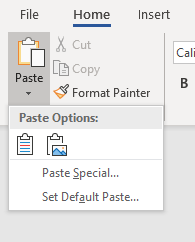 File Home Insert
Cut
Copy
Paste
Format Painter
Cali
B
Paste Options:
Paste Special...
Set Default Paste...